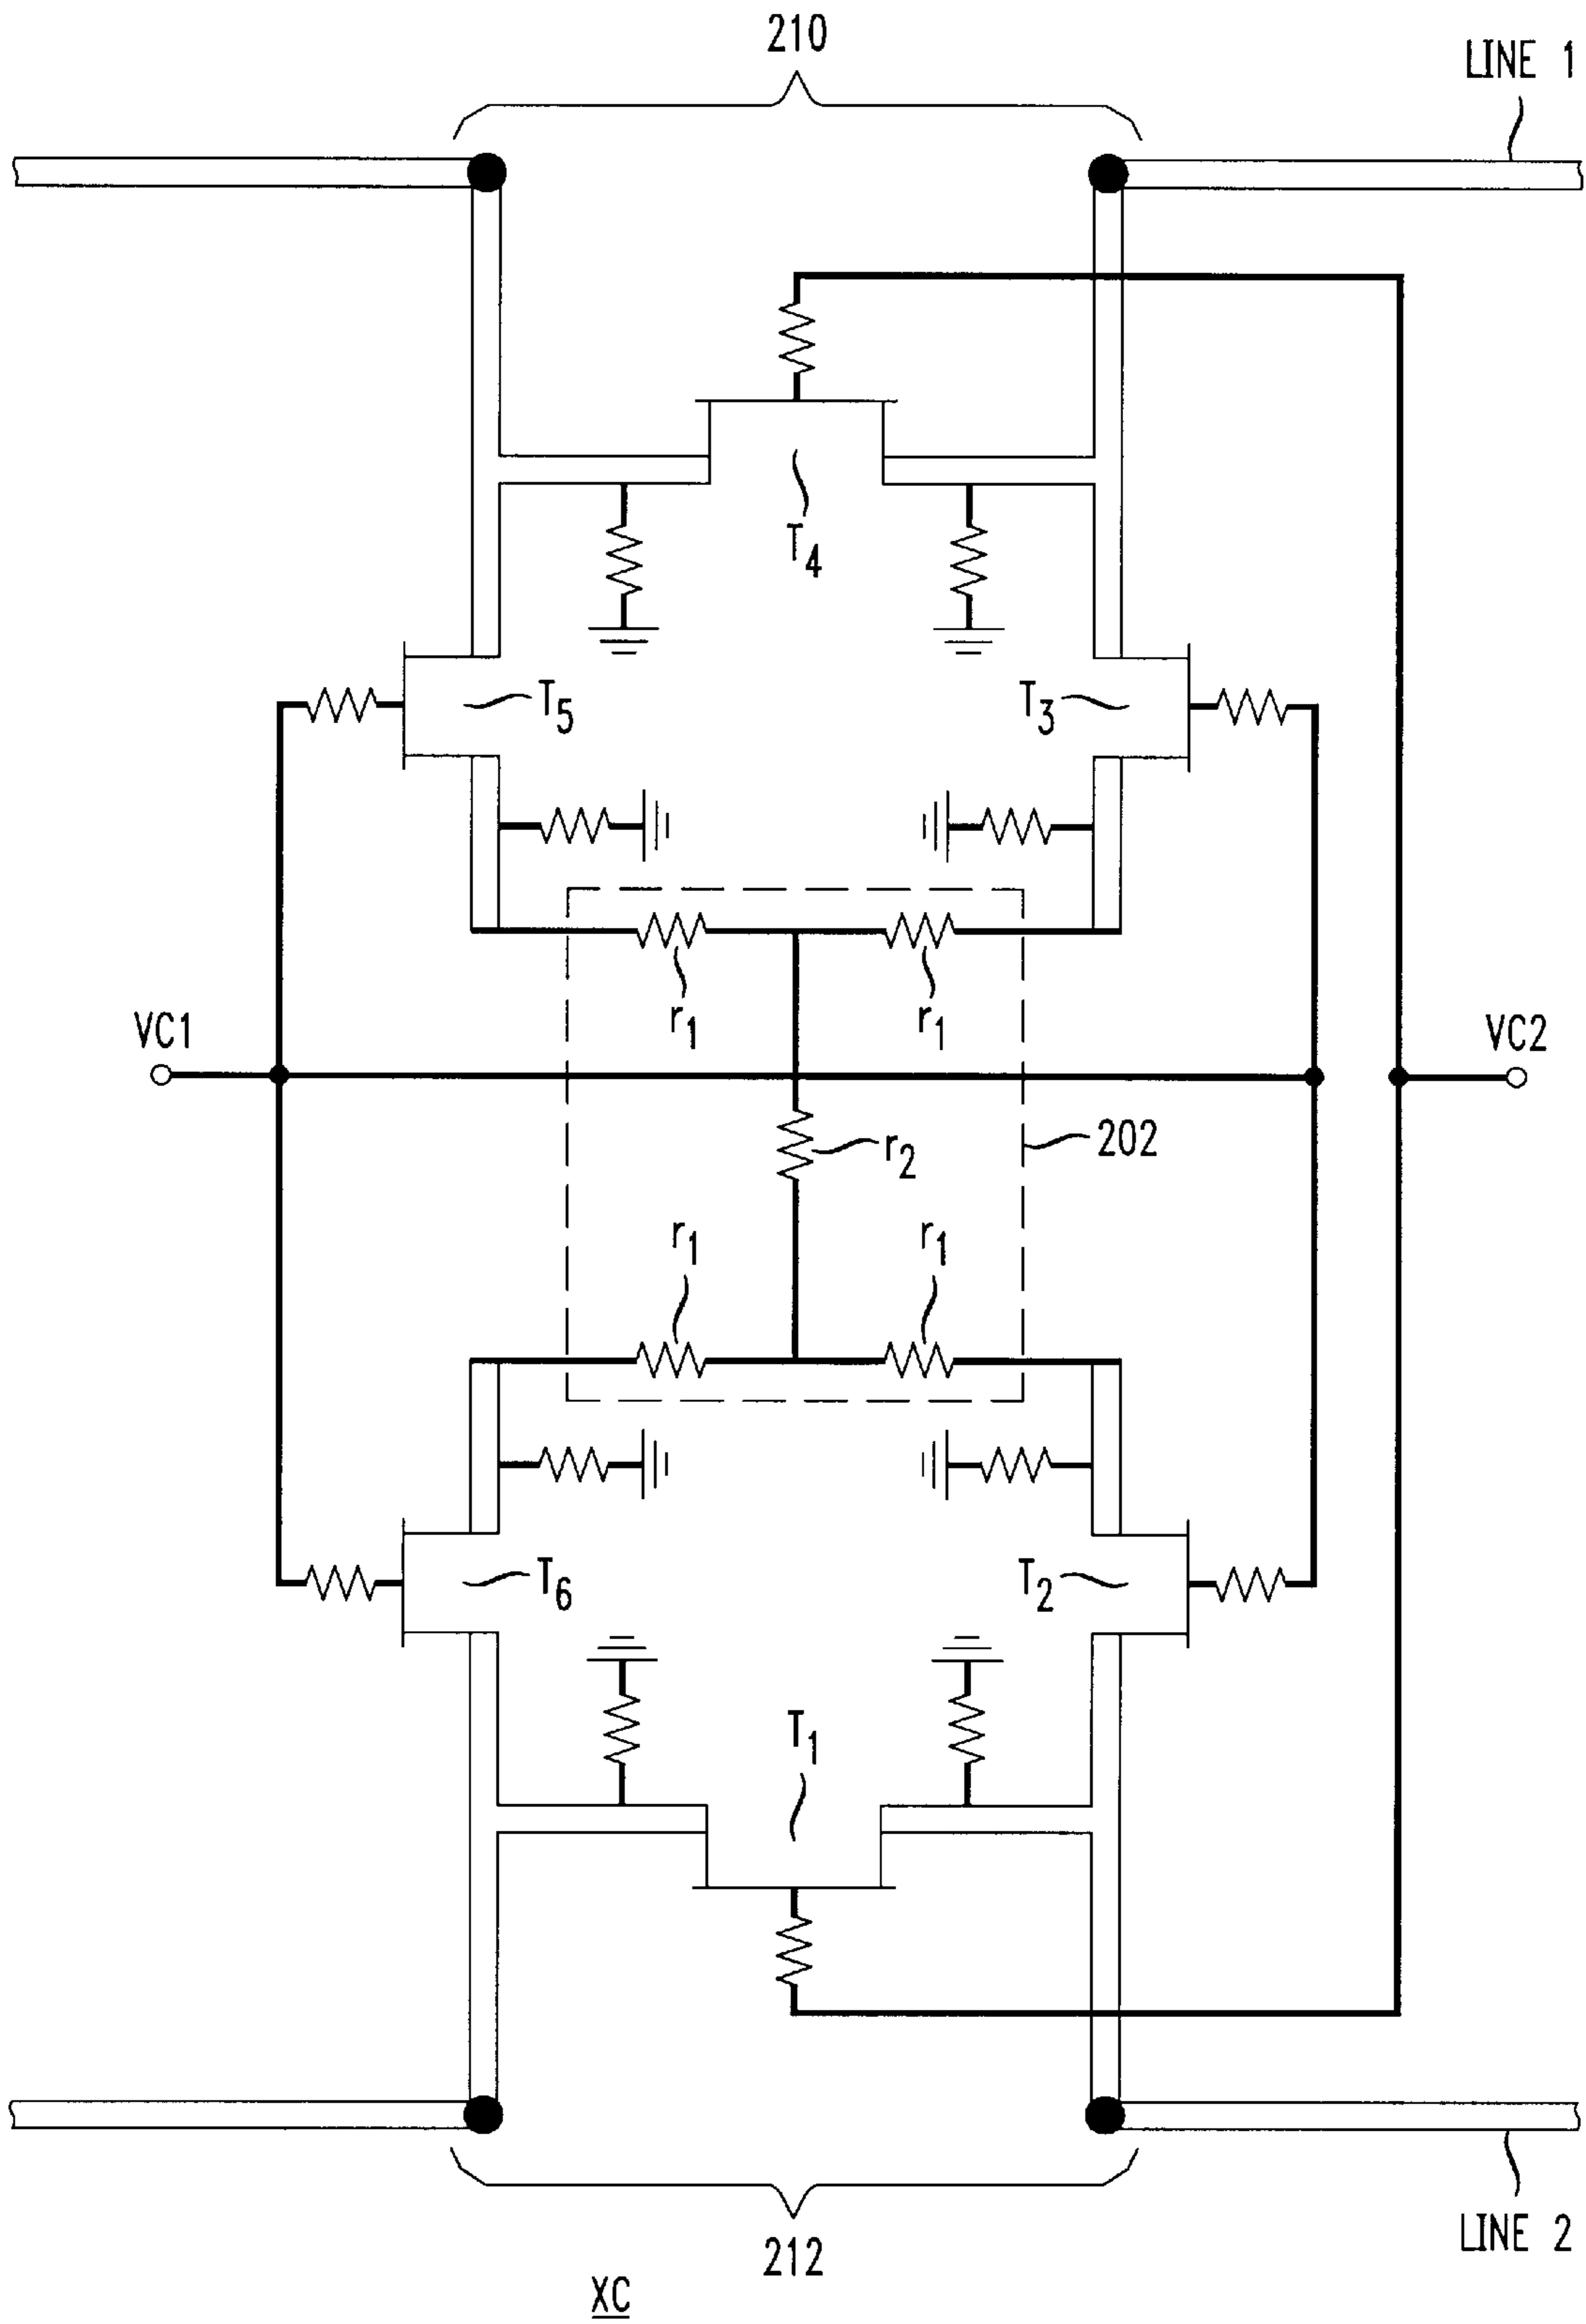 210
LINE 1
T4
T5
T3
r1
r1
VC1
VC2
202
r2
r1
r1
T6
T2
T1
212
LINE 2
XC